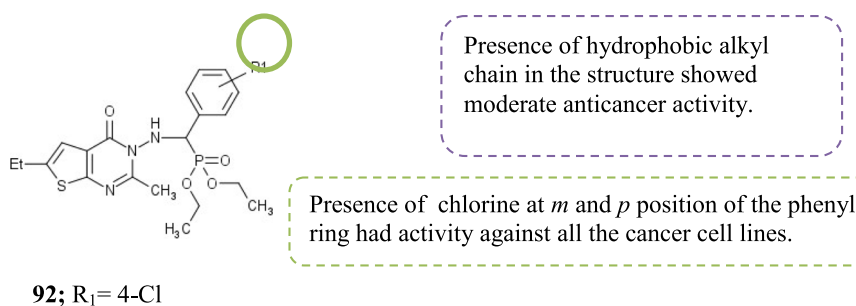 Presence of hydrophobic alkyl
chain in the structure showed
moderate anticancer activity.
R1
O
H
N
N
P
O
Et
S
N
CH₃
O
O
CH₃
H₃C
Presence of chlorine at m and p position of the phenyl
ring had activity against all the cancer cell lines.
92; R₁= 4-Cl